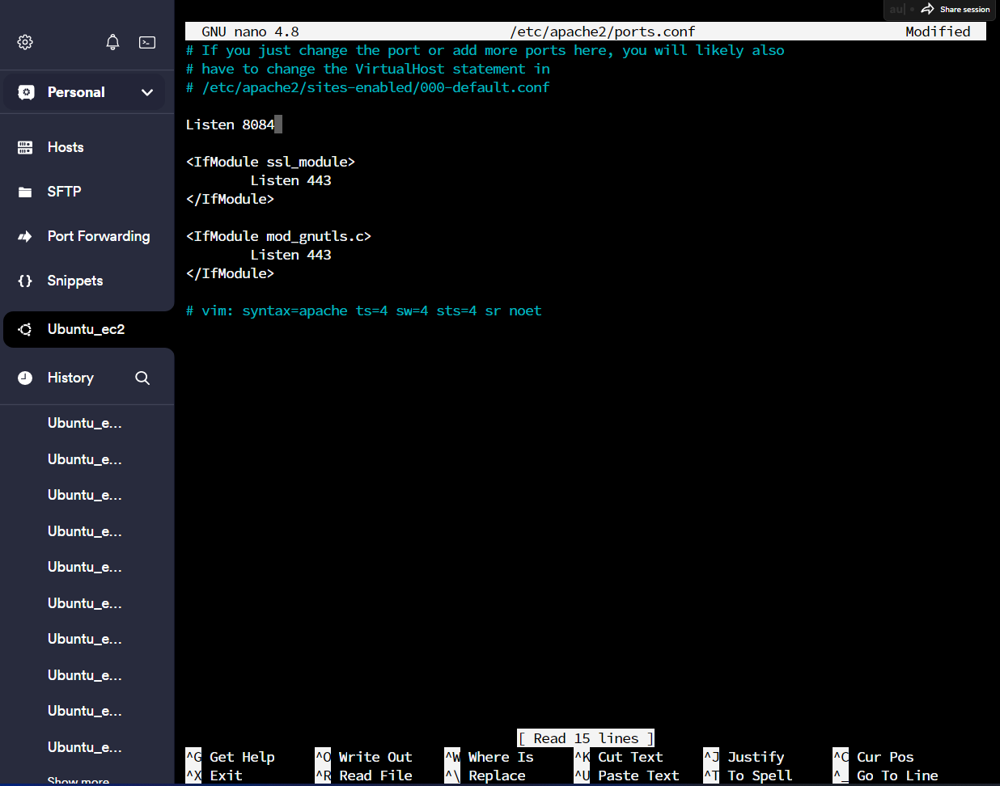 Share session
Personal
Hosts
SFTP
Port Forwarding
Snippets
Ubuntu_ec2
History
Ubuntu_e...
Ubuntu_e...
Ubuntu_e...
Ubuntu_e...
Ubuntu_e...
Ubuntu_e...
Ubuntu_e...
Ubuntu_e...
Ubuntu_e...
Ubuntu_e...
Show more
GNU nano 4.8 /etc/apache2/ports.conf Modified
# If you just change the port or add more ports here, you will likely also
# have to change the VirtualHost statement in
# /etc/apache2/sites-enabled/000-default.conf
Listen 8084
<IfModule ssl_module>
Listen 443
</IfModule>
<IfModule mod_gnutls.c>
Listen 443
</IfModule>
# vim: syntax=apache ts=4 sw=4 sts=4 sr noet
[ Read 15 lines ]
^G Get Help ^O Write Out ^W Where Is ^K Cut Text ^J Justify ^C Cur Pos
^X Exit ^R Read File ^\ Replace ^U Paste Text ^T To Spell ^_ Go To Line